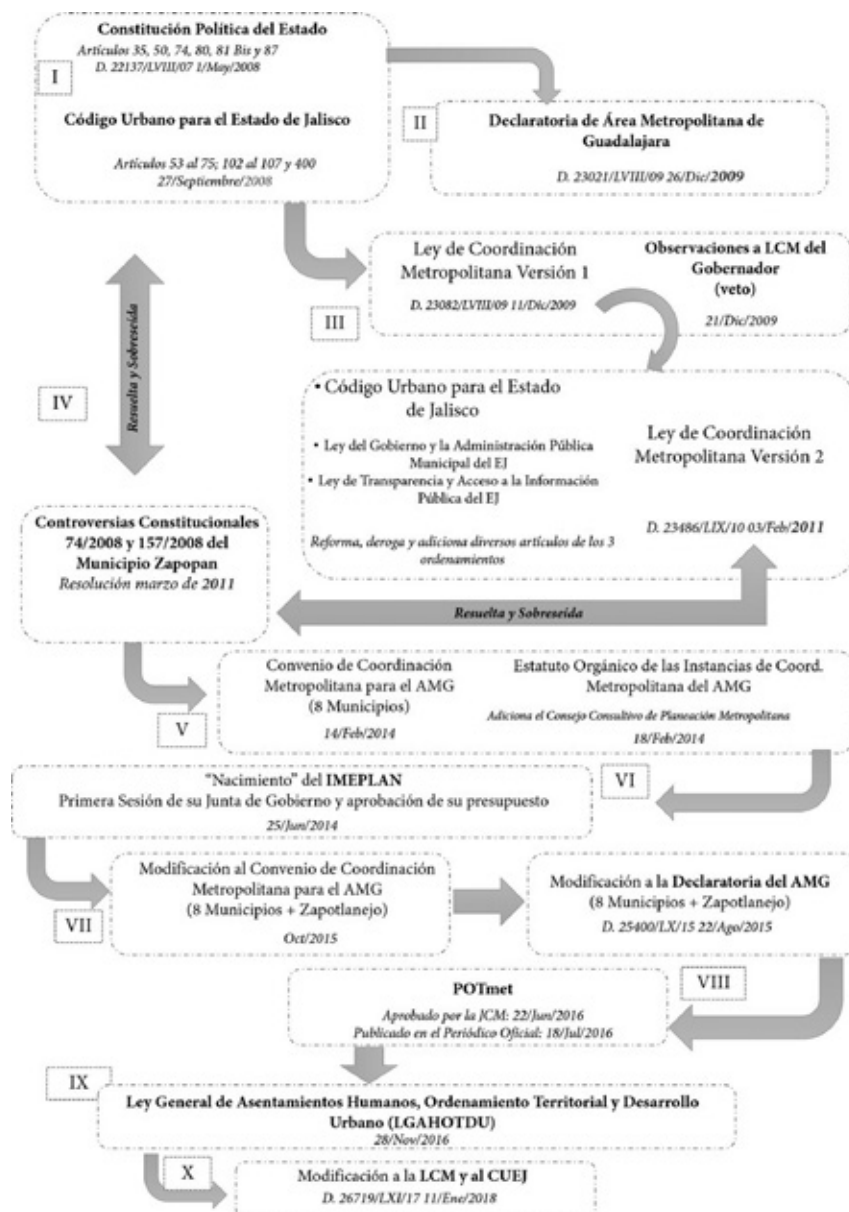 Constitución Política del Estado
Artículos 35, 50, 74, 80, 81 Bis y 87
D. 22137/LVIII/07 1/May/2008
I
Código Urbano para el Estado de Jalisco
Artículos 53 al 75; 102 al 107 y 400
27/Septiembre/2008
II
Declaratoria de Área Metropolitana de
Guadalajara
D. 23021/LVIII/09 26/Dic/2009
III
Ley de Coordinación
Metropolitana Versión 1
D. 23082/LVIII/09 11/Dic/2009
Observaciones a LCM del
Gobernador
(veto)
21/Dic/2009
IV
Resuelta y Sobreseída
• Código Urbano para el Estado
de Jalisco
• Ley del Gobierno y la Administración Pública
Municipal del EJ
• Ley de Transparencia y Acceso a la Información
Pública del EJ
Reforma, deroga y adiciona diversos artículos de los 3
ordenamientos
Ley de Coordinación
Metropolitana Versión 2
D. 23486/LIX/10 03/Feb/2011
Controversias Constitucionales
74/2008 y 157/2008 del
Municipio Zapopan
Resolución marzo de 2011
Resuelta y Sobreseída
V
Convenio de Coordinación
Metropolitana para el AMG
(8 Municipios)
14/Feb/2014
Estatuto Orgánico de las Instancias de Coord.
Metropolitana del AMG
Adiciona el Consejo Consultivo de Planeación Metropolitana
18/Feb/2014
VI
"Nacimiento" del IMEPLAN
Primera Sesión de su Junta de Gobierno y aprobación de su presupuesto
25/Jun/2014
VII
Modificación al Convenio de Coordinación
Metropolitana para el AMG
(8 Municipios + Zapotlanejo)
Oct/2015
Modificación a la Declaratoria del AMG
(8 Municipios + Zapotlanejo)
D. 25400/LX/15 22/Ago/2015
VIII
POTmet
Aprobado por la JCM: 22/Jun/2016
Publicado en el Periódico Oficial: 18/Jul/2016
IX
Ley General de Asentamientos Humanos, Ordenamiento Territorial y Desarrollo
Urbano (LGAHOTDU)
28/Nov/2016
X
Modificación a la LCM y al CUEJ
D. 26719/LXI/17 11/Ene/2018